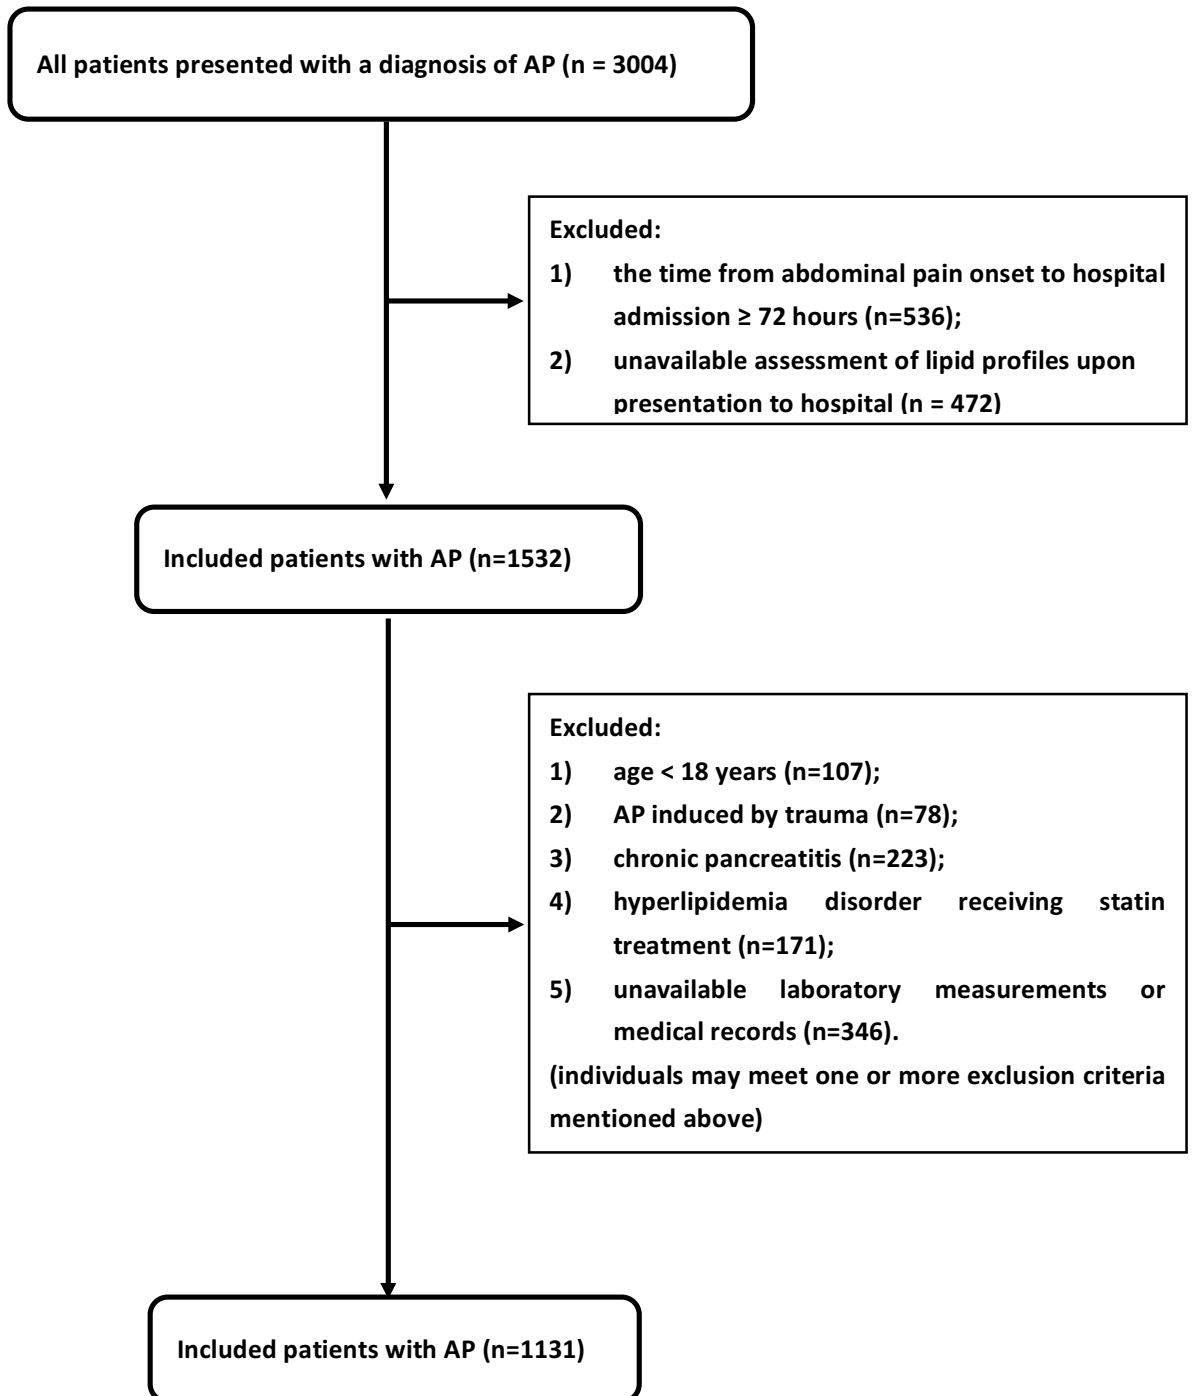 All patients presented with a diagnosis of AP (n = 3004)
Excluded:
1) the time from abdominal pain onset to hospital
admission ≥ 72 hours (n=536);
2) unavailable assessment of lipid profiles upon
presentation to hospital (n = 472)
Included patients with AP (n=1532)
Excluded:
1) age < 18 years (n=107);
2) AP induced by trauma (n=78);
3) chronic pancreatitis (n=223);
4) hyperlipidemia disorder receiving statin
treatment (n=171);
5) unavailable laboratory measurements or
medical records (n=346).
(individuals may meet one or more exclusion criteria
mentioned above)
Included patients with AP (n=1131)